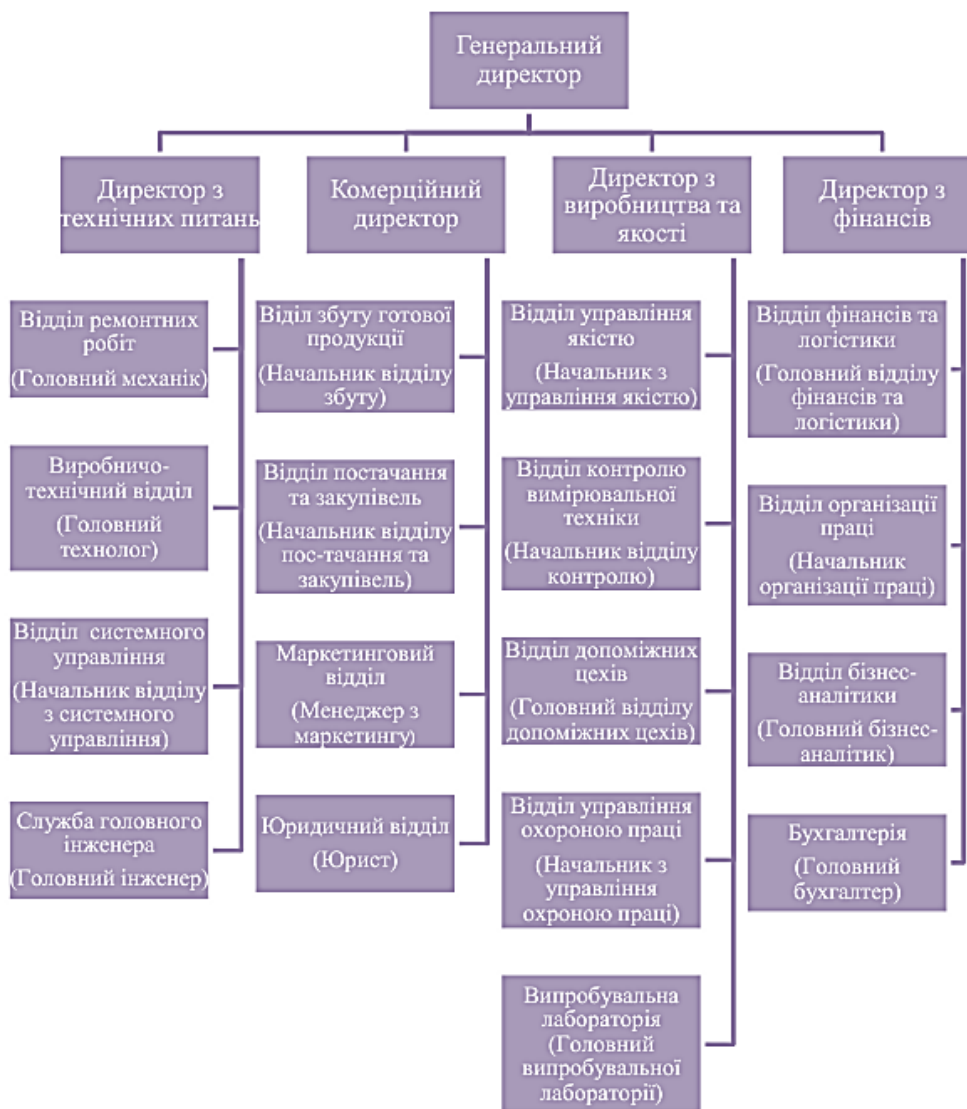 Генеральний
директор
Директор з
технічних питань
Комерційний
директор
Директор з
виробництва та
якості
Директор з
фінансів
Відділ ремонтних
робіт
(Головний механік)
Виробничо-
технічний відділ
(Головний
технолог)
Відділ системного
управління
(Начальник відділу
з системного
управління)
Служба головного
інженера
(Головний інженер)
Віділ збуту готової
продукції
(Начальник відділу
збуту)
Відділ постачання
та закупівель
(Начальник відділу
пос-тачання та
закупівель)
Маркетинговий
відділ
(Менеджер з
маркетингу)
Юридичний відділ
(Юрист)
Відділ управління
якістю
(Начальник з
управління якістю)
Відділ контролю
вимірювальної
техніки
(Начальник відділу
контролю)
Відділ допоміжних
цехів
(Головний відділу
допоміжних цехів)
Відділ управління
охороною праці
(Начальник з
управління
охроною праці)
Випробувальна
лабораторія
(Головний
випробувальної
лабораторії)
Відділ фінансів та
логістики
(Головний відділу
фінансів та
логістики)
Відділ організації
праці
(Начальник
організації праці)
Відділ бізнес-
аналітики
(Головний бізнес-
аналітик)
Бухгалтерія
(Головний
бухгалтер)